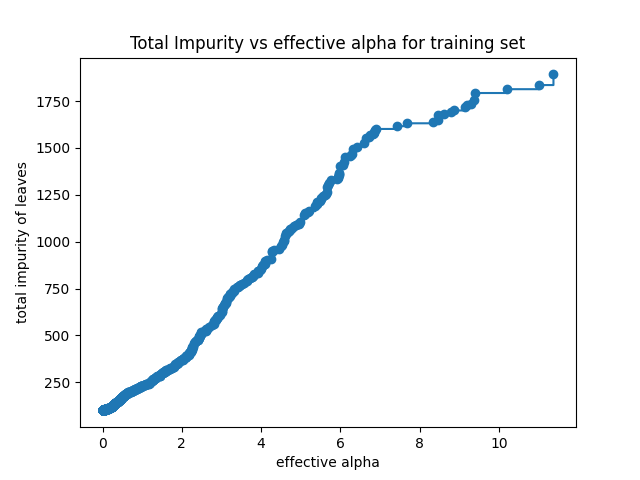 Total Impurity vs effective alpha for training set
total impurity of leaves
1750
1500
1250
1000
750
500
250
0 2 4 6 8 10
effective alpha